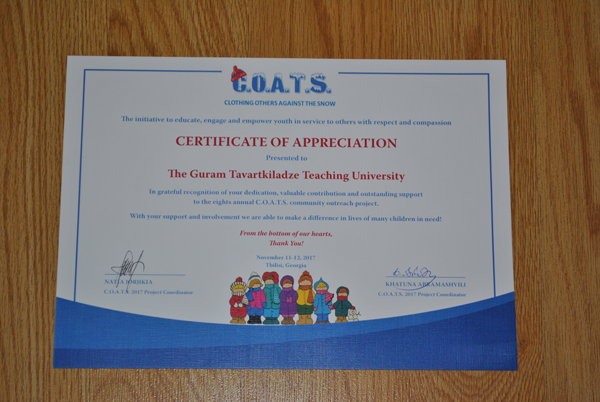 C.O.A.T.S.
CLOTHING OTHERS AGAINST THE SNOW
The initiative to educate, engage and empower youth in service to others with respect and compassion
CERTIFICATE OF APPRECIATION
Presented to
The Guram Tavartkiladze Teaching University
In grateful recognition of your dedication, valuable contribution and outstanding support
to the eights annual C.O.A.T.S. community outreach project.
With your support and involvement we are able to make a difference in lives of many children in need!
From the bottom of our hearts,
Thank You!
November 11-12, 2017
Tbilisi, Georgia
NATIA
C.O.A.T.S. 2017 Project Coordinator
KHATUNA ABRAMASHVILI
C.O.A.T.S. 2017 Project Coordinator